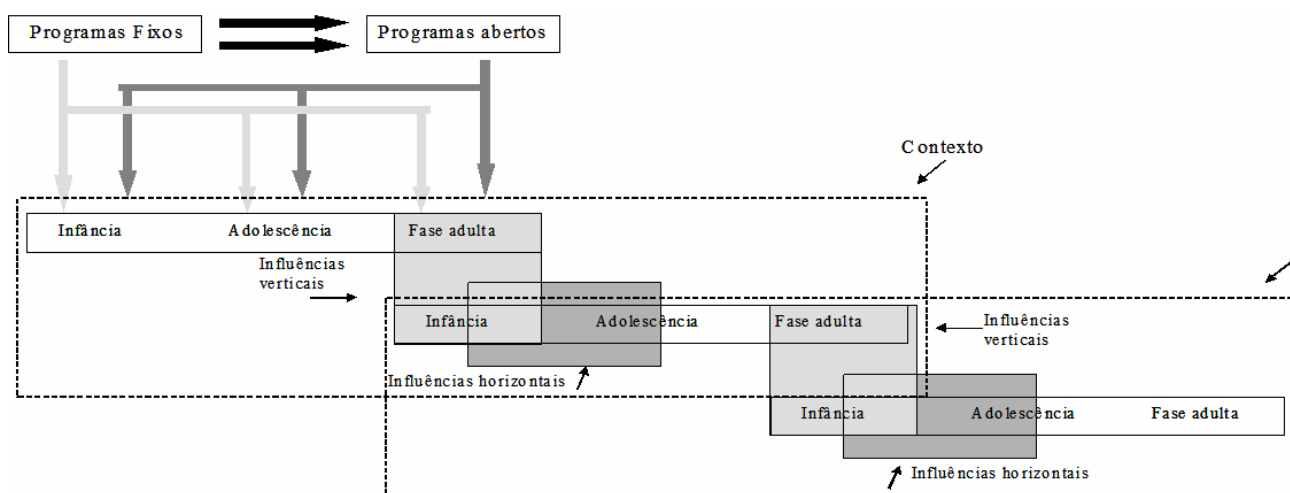 Programas Fixos
Programas abertos
Contexto
Infância
Adolescência
Fase adulta
Influências
verticais
Infância
Adolescência
Fase adulta
Influências
verticais
Influências horizontais
Infância
Adolescência
Fase adulta
Influências horizontais